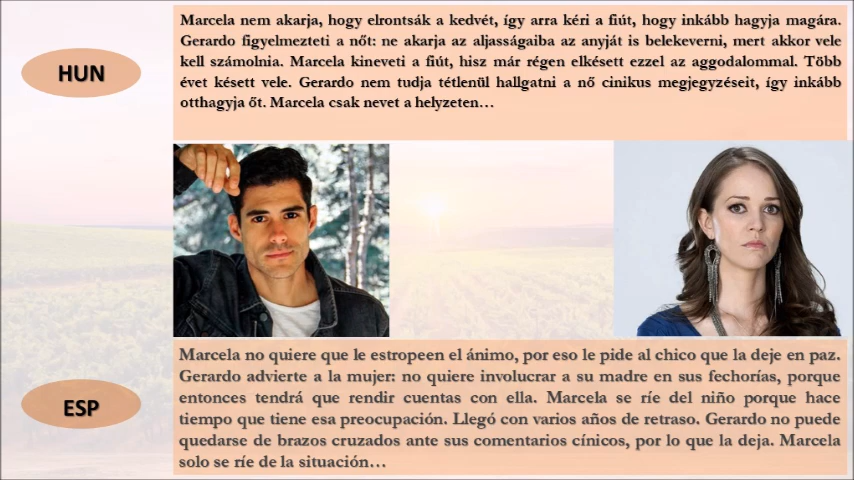 HUN
Marcela nem akarja, hogy elrontsák a kedvét, így arra kéri a fiút, hogy inkább hagyja magára.
Gerardo figyelmezteti a nőt: ne akarja az aljasságaiba az anyját is belekeverni, mert akkor vele
kell számolnia. Marcela kineveti a fiút, hisz már régen elkésett ezzel az aggodalommal. Több
évet késett vele. Gerardo nem tudja tétlenül hallgatni a nő cinikus megjegyzéseit, így inkább
otthagyja őt. Marcela csak nevet a helyzeten…
ESP
Marcela no quiere que le estropeen el ánimo, por eso le pide al chico que la deje en paz.
Gerardo advierte a la mujer: no quiere involucrar a su madre en sus fechorías, porque
entonces tendrá que rendir cuentas con ella. Marcela se ríe del niño porque hace
tiempo que tiene esa preocupación. Llegó con varios años de retraso. Gerardo no puede
quedarse de brazos cruzados ante sus comentarios cínicos, por lo que la deja. Marcela
solo se ríe de la situación…